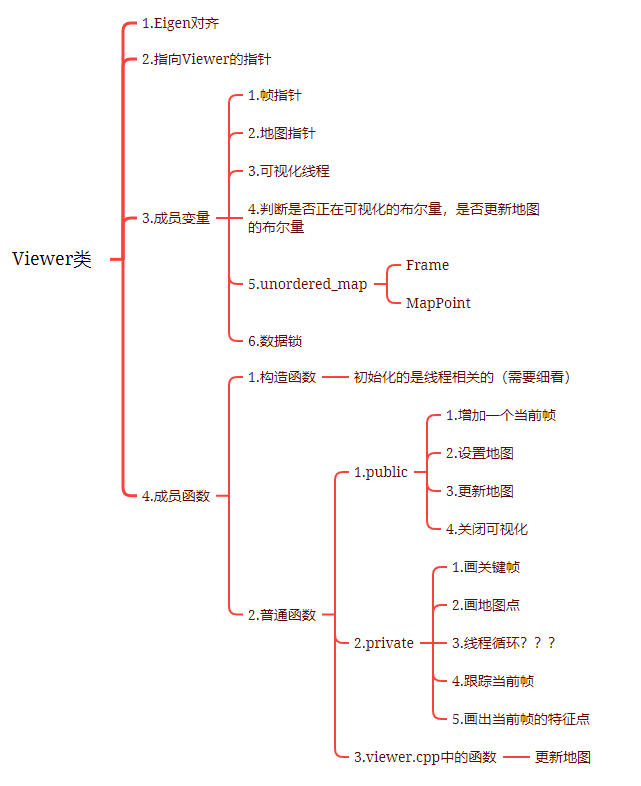 Viewer类
1.Eigen对齐
2.指向Viewer的指针
3.成员变量
1.帧指针
2.地图指针
3.可视化线程
4.判断是否正在可视化的布尔量，是否更新地图
的布尔量
5.unordered_map
Frame
MapPoint
6.数据锁
4.成员函数
1.构造函数
初始化的是线程相关的（需要细看）
2.普通函数
1.public
1.增加一个当前帧
2.设置地图
3.更新地图
4.关闭可视化
2.private
1.画关键帧
2.画地图点
3.线程循环？？？
4.跟踪当前帧
5.画出当前帧的特征点
3.viewer.cpp中的函数
更新地图